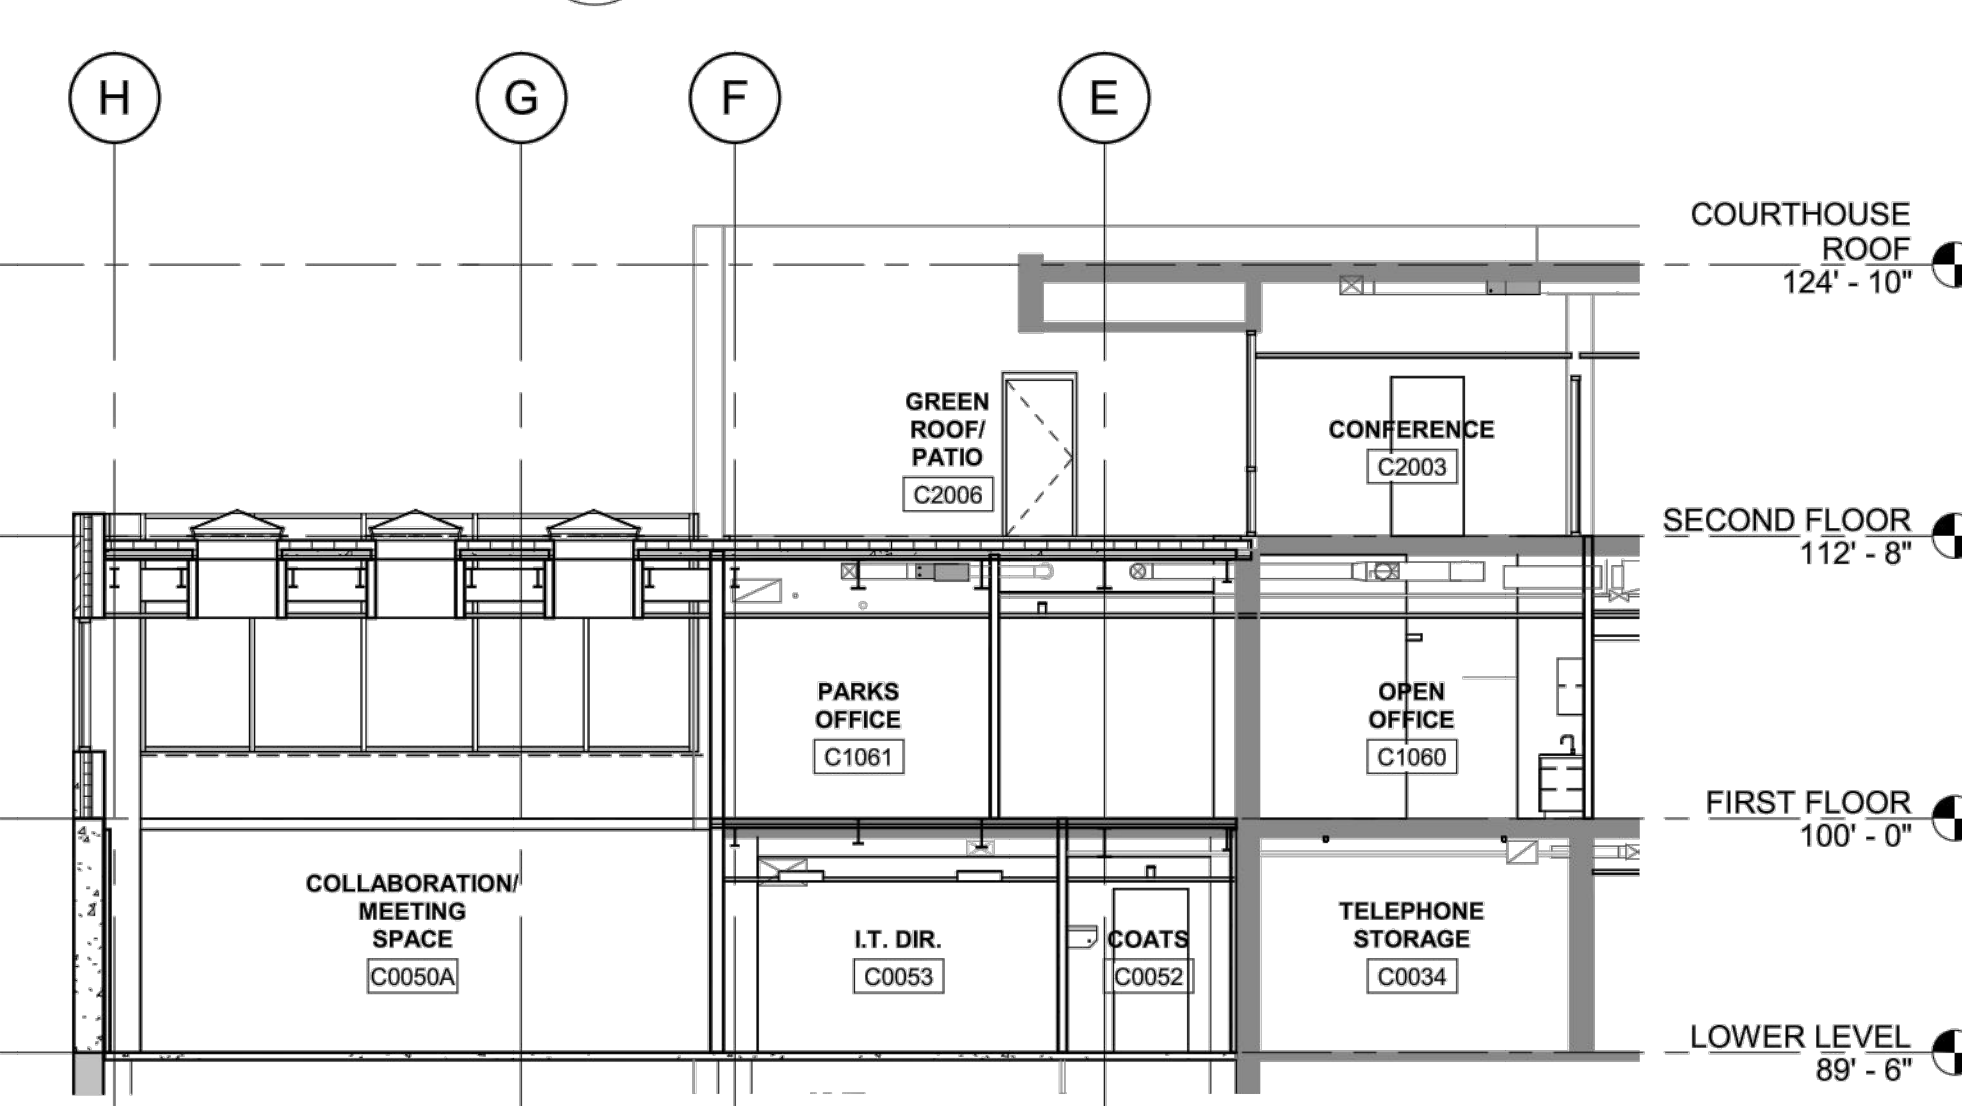 H
G
F
E
COURTHOUSE
ROOF
124' - 10"
GREEN
ROOF/
PATIO
C2006
CONFERENCE
C2003
SECOND FLOOR
112' - 8"
PARKS
OFFICE
C1061
OPEN
OFFICE
C1060
FIRST FLOOR
100' - 0"
COLLABORATION/
MEETING
SPACE
C0050A
I.T. DIR.
C0053
COATS
C0052
TELEPHONE
STORAGE
C0034
LOWER LEVEL
89' - 6"